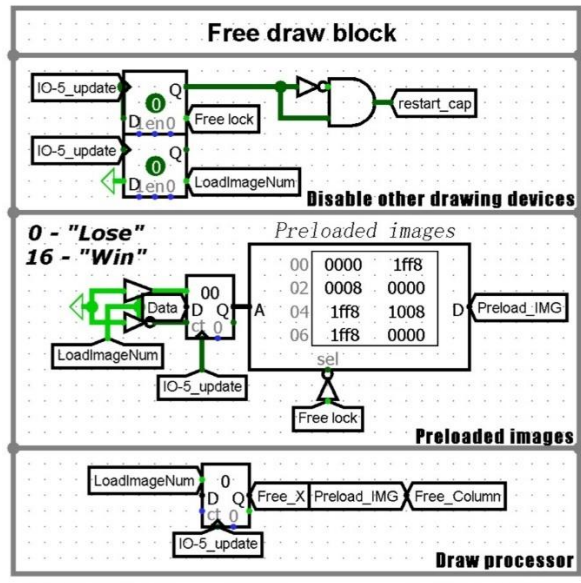 Free draw block
IO-5_update
Q
0
D
1en0
Free lock
restart_cap
IO-5_update
Q
0
D
1en0
LoadImageNum
Disable other drawing devices
0 - "Lose"
16 - "Win"
Preloaded images
00 0000 1ff8
02 0008 0000
04 1ff8 1008
06 1ff8 0000
00
Data
D Q
ct 0
A
D
Preload_IMG
LoadImageNum
IO-5_update
sel
Free lock
Preloaded images
LoadImageNum
0
D Q
ct 0
Free_X
Preload_IMG
Free_Column
IO-5_update
Draw processor